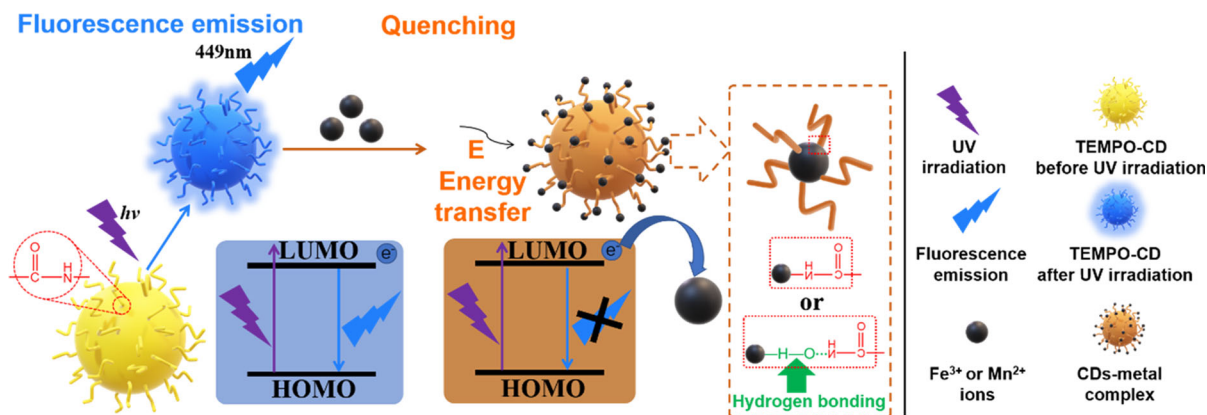 Fluorescence emission
449nm
Quenching
hν
E
Energy
transfer
O
C
N
H
LUMO
e⁻
HOMO
LUMO
e⁻
HOMO
O
C
N
H
or
H
O
N
H
O
C
Hydrogen bonding
UV
irradiation
TEMPO-CD
before UV irradiation
Fluorescence
emission
TEMPO-CD
after UV irradiation
Fe³⁺ or Mn²⁺
ions
CDs-metal
complex